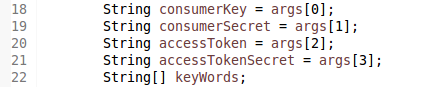 18 String consumerKey = args[0];
19 String consumerSecret = args[1];
20 String accessToken = args[2];
21 String accessTokenSecret = args[3];
22 String[] keyWords;